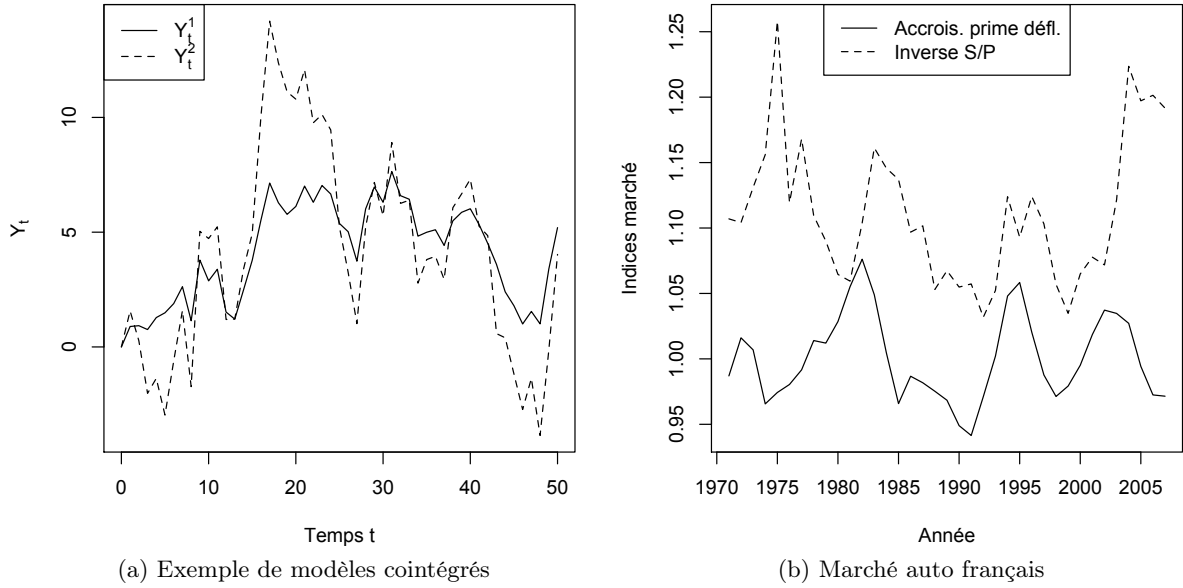 Y_t^1
Y_t^2
10
5
0
Y_t
0 10 20 30 40 50
Temps t
(a) Exemple de modèles cointégrés
Accrois. prime défl.
Inverse S/P
1.25
1.20
1.15
1.10
1.05
1.00
0.95
Indices marché
1970 1975 1980 1985 1990 1995 2000 2005
Année
(b) Marché auto français